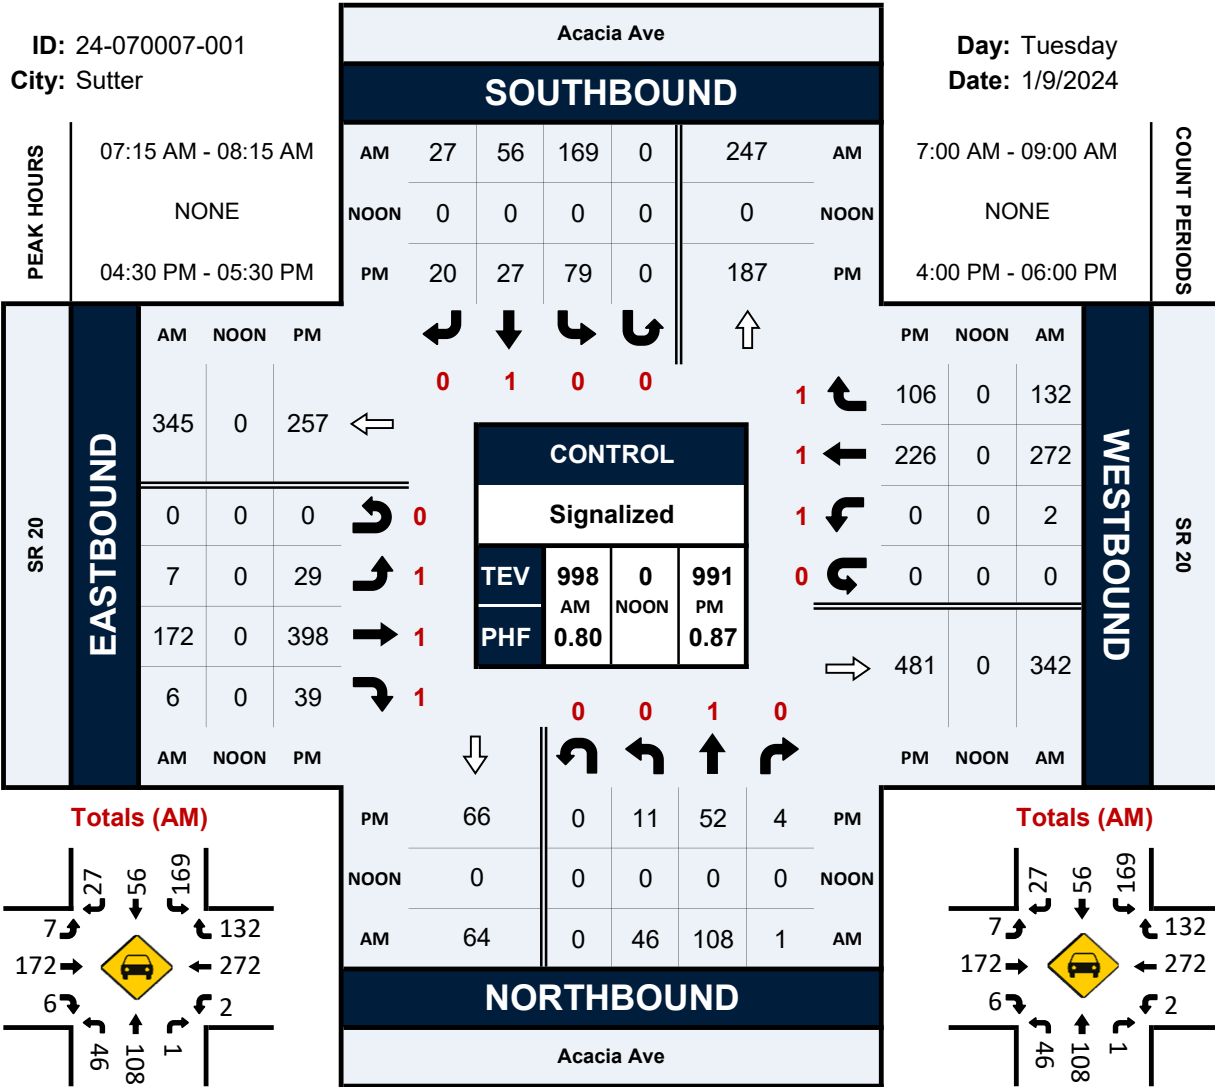 Acacia Ave
ID: 24-070007-001
City: Sutter
Day: Tuesday
Date: 1/9/2024
SOUTHBOUND
PEAK HOURS
07:15 AM - 08:15 AM
NONE
04:30 PM - 05:30 PM
AM 27 56 169 0 247 AM
NOON 0 0 0 0 0 NOON
PM 20 27 79 0 187 PM
7:00 AM - 09:00 AM
NONE
4:00 PM - 06:00 PM
COUNT PERIODS
0 1 0 0
SR 20
EASTBOUND
AM NOON PM
345 0 257
0 0 0 0
7 0 29 1
172 0 398 1
6 0 39 1
AM NOON PM
CONTROL
Signalized
TEV 998 0 991
AM NOON PM
PHF 0.80 0.87
PM NOON AM
1 106 0 132
1 226 0 272
1 0 0 2
0 0 0 0
481 0 342
PM NOON AM
WESTBOUND
SR 20
0 0 1 0
PM 66 0 11 52 4 PM
NOON 0 0 0 0 0 NOON
AM 64 0 46 108 1 AM
NORTHBOUND
Acacia Ave
Totals (AM)
27 56 169
7 132
172 272
6 2
46 108 1
Totals (AM)
27 56 169
7 132
172 272
6 2
46 108 1